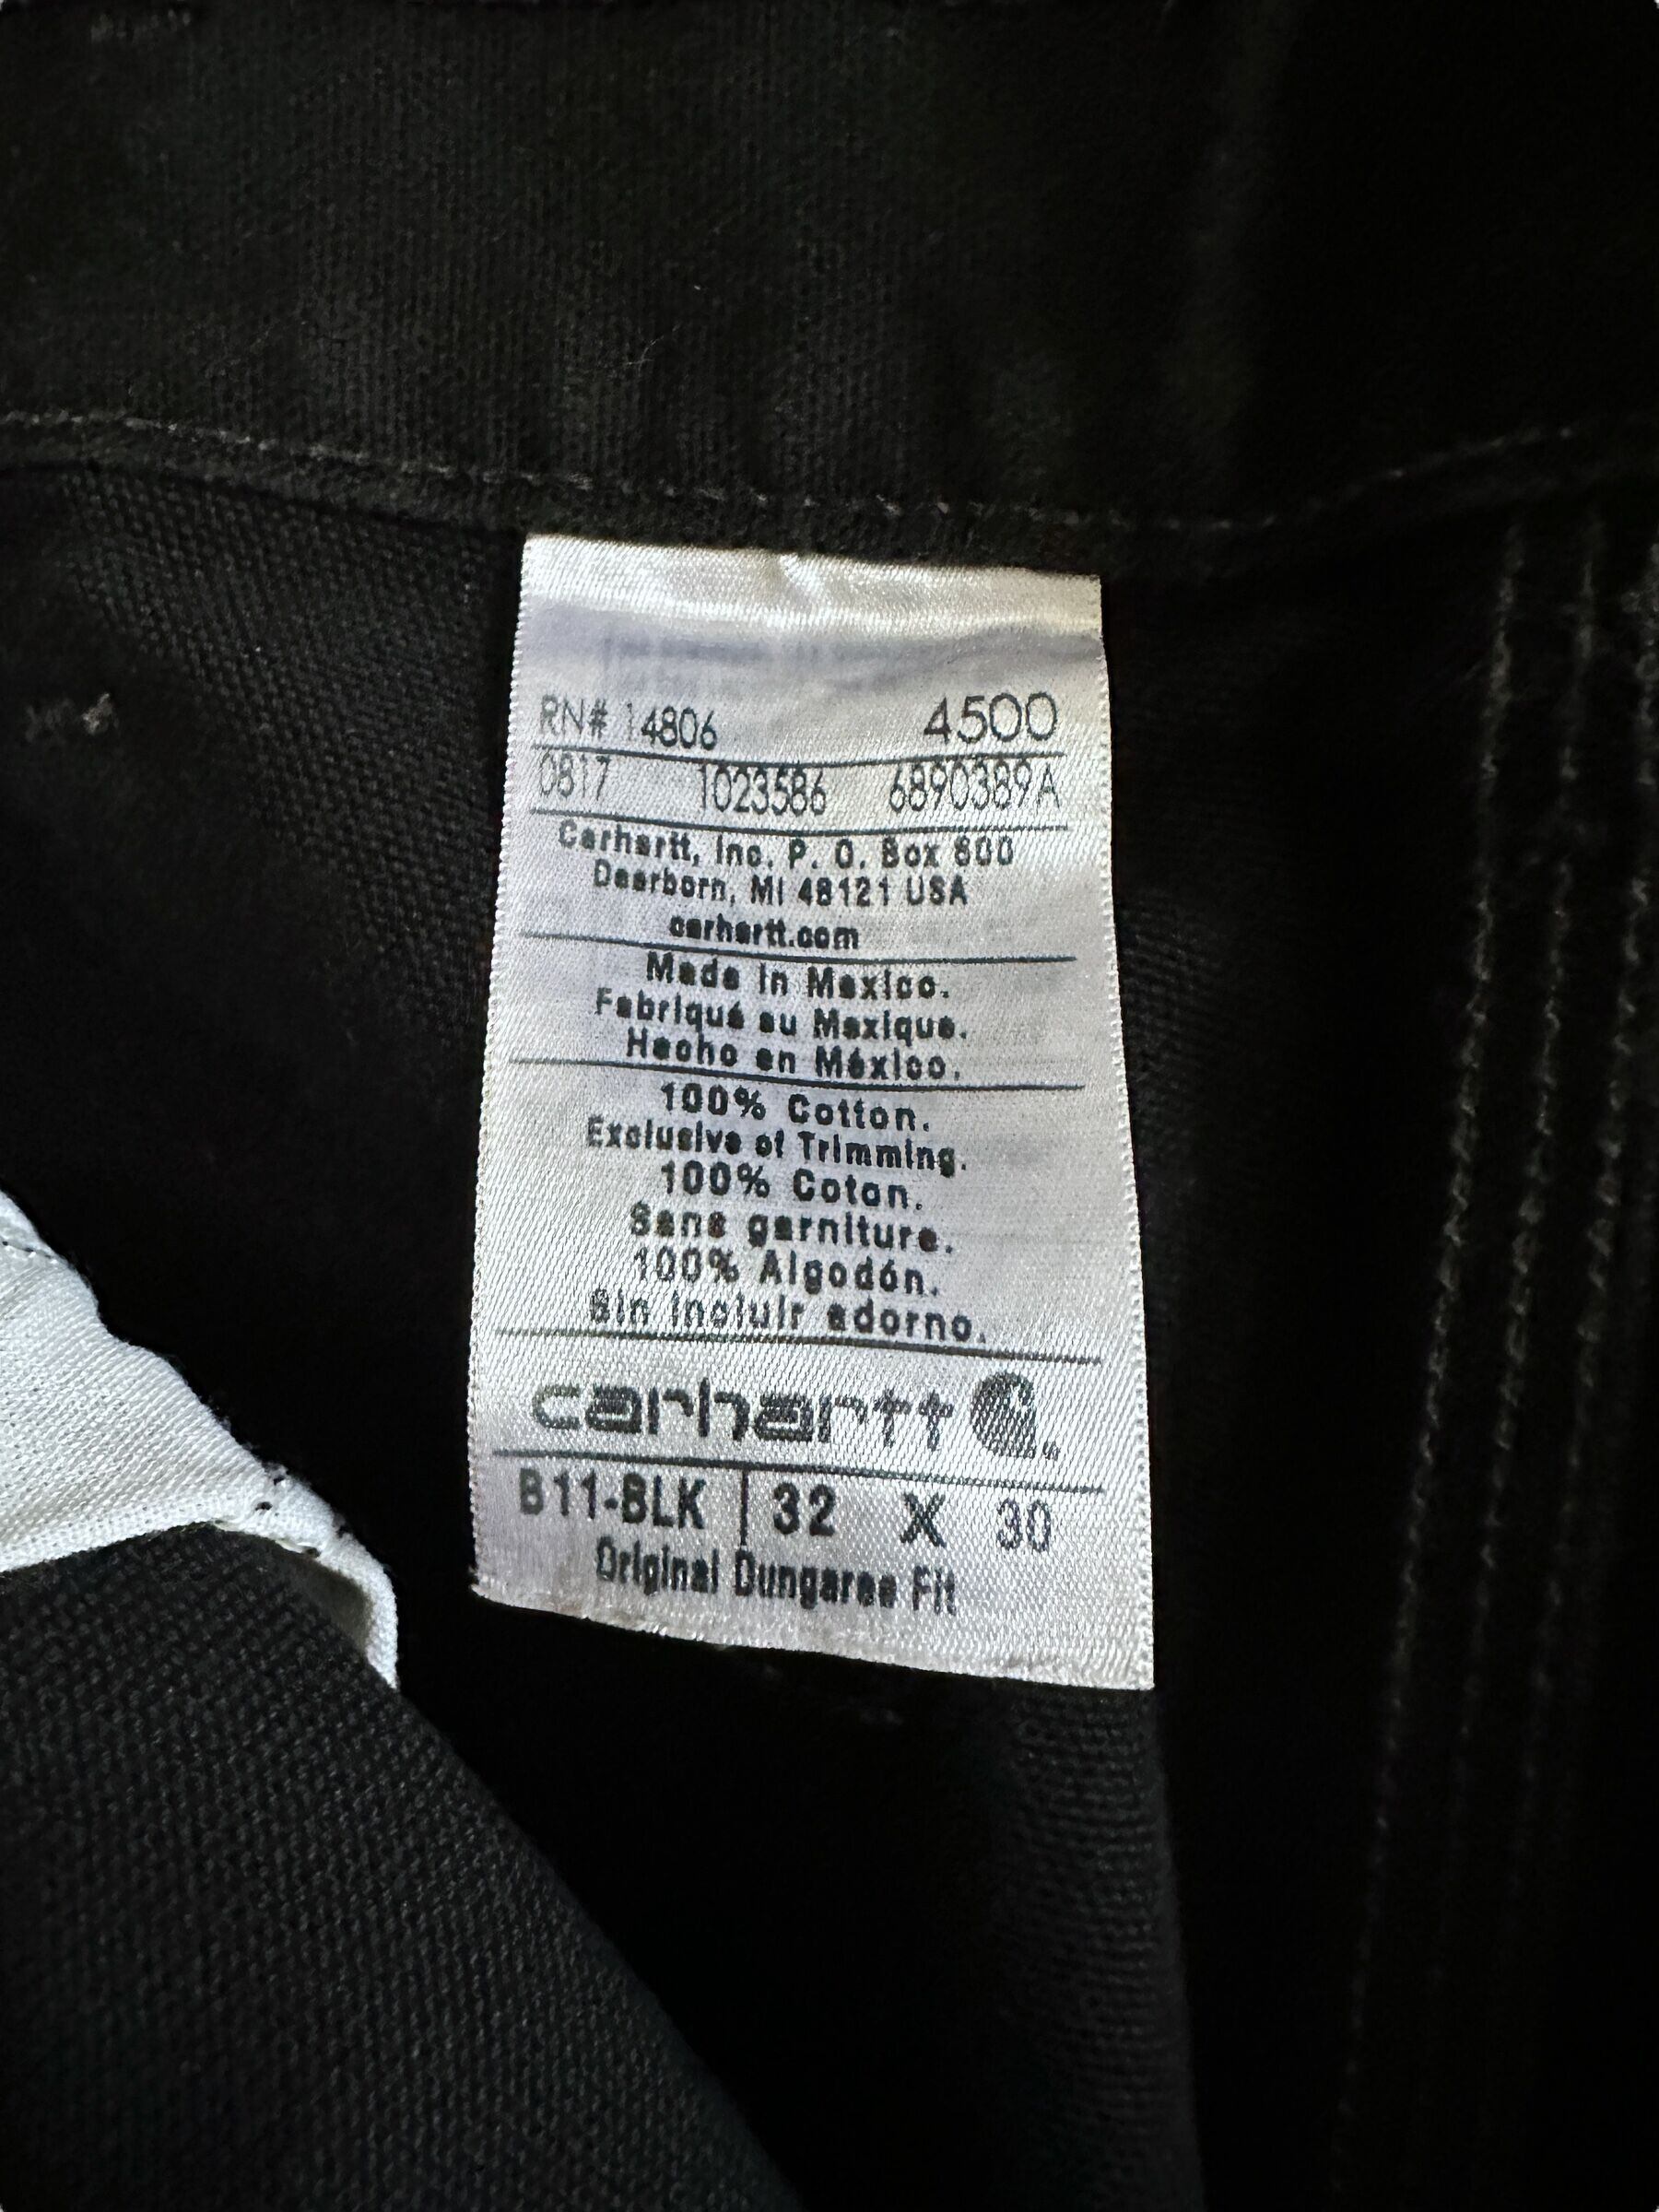 RN# 14806 4500
0817 1023586 6890389A
Carhartt, Inc. P. O. Box 600
Dearborn, MI 48121 USA
carhartt.com
Made in Mexico.
Fabriqué au Mexique.
Hecho en México.
100% Cotton.
Exclusive of Trimming.
100% Coton.
Sans garniture.
100% Algodón.
Sin incluir adorno.
carhartt
B11-BLK | 32 X 30
Original Dungaree Fit